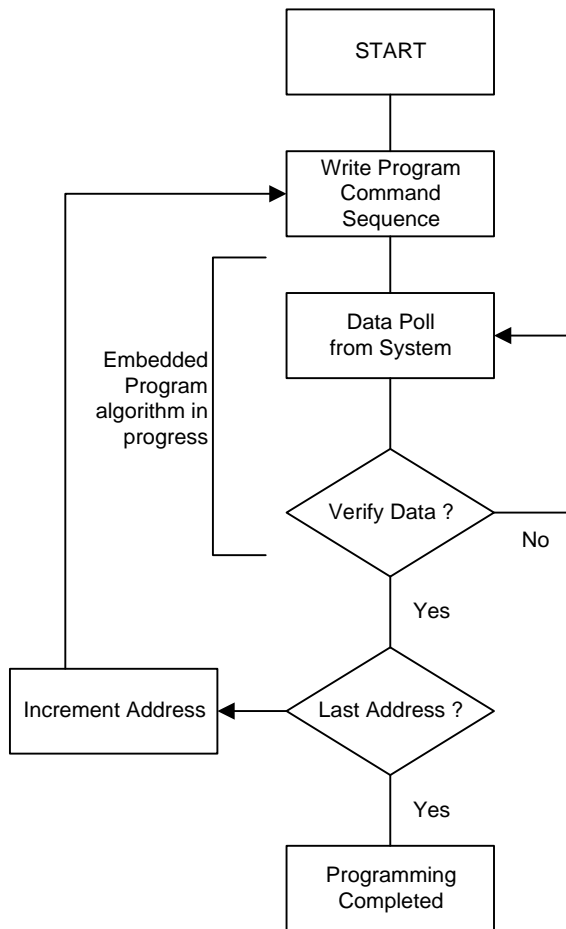 START
Write Program
Command
Sequence
Data Poll
from System
Embedded
Program
algorithm in
progress
Verify Data ?
No
Yes
Increment Address
Last Address ?
Yes
Programming
Completed